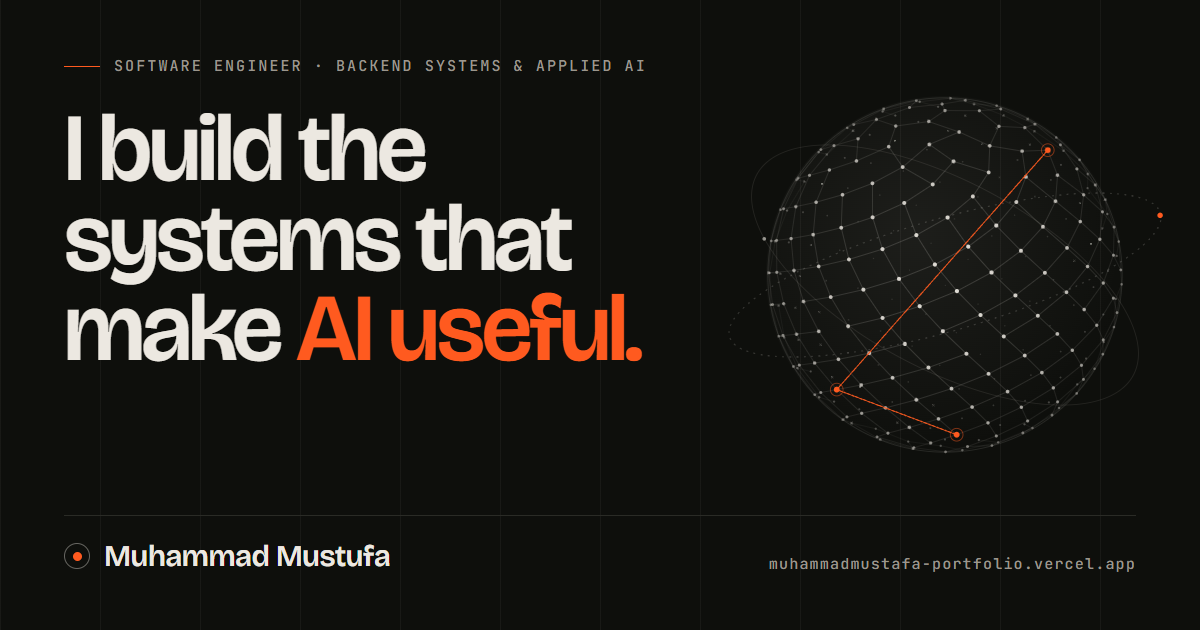 SOFTWARE ENGINEER · BACKEND SYSTEMS & APPLIED AI
I build the
systems that
make AI useful.
Muhammad Mustufa
muhammadmustafa-portfolio.vercel.app